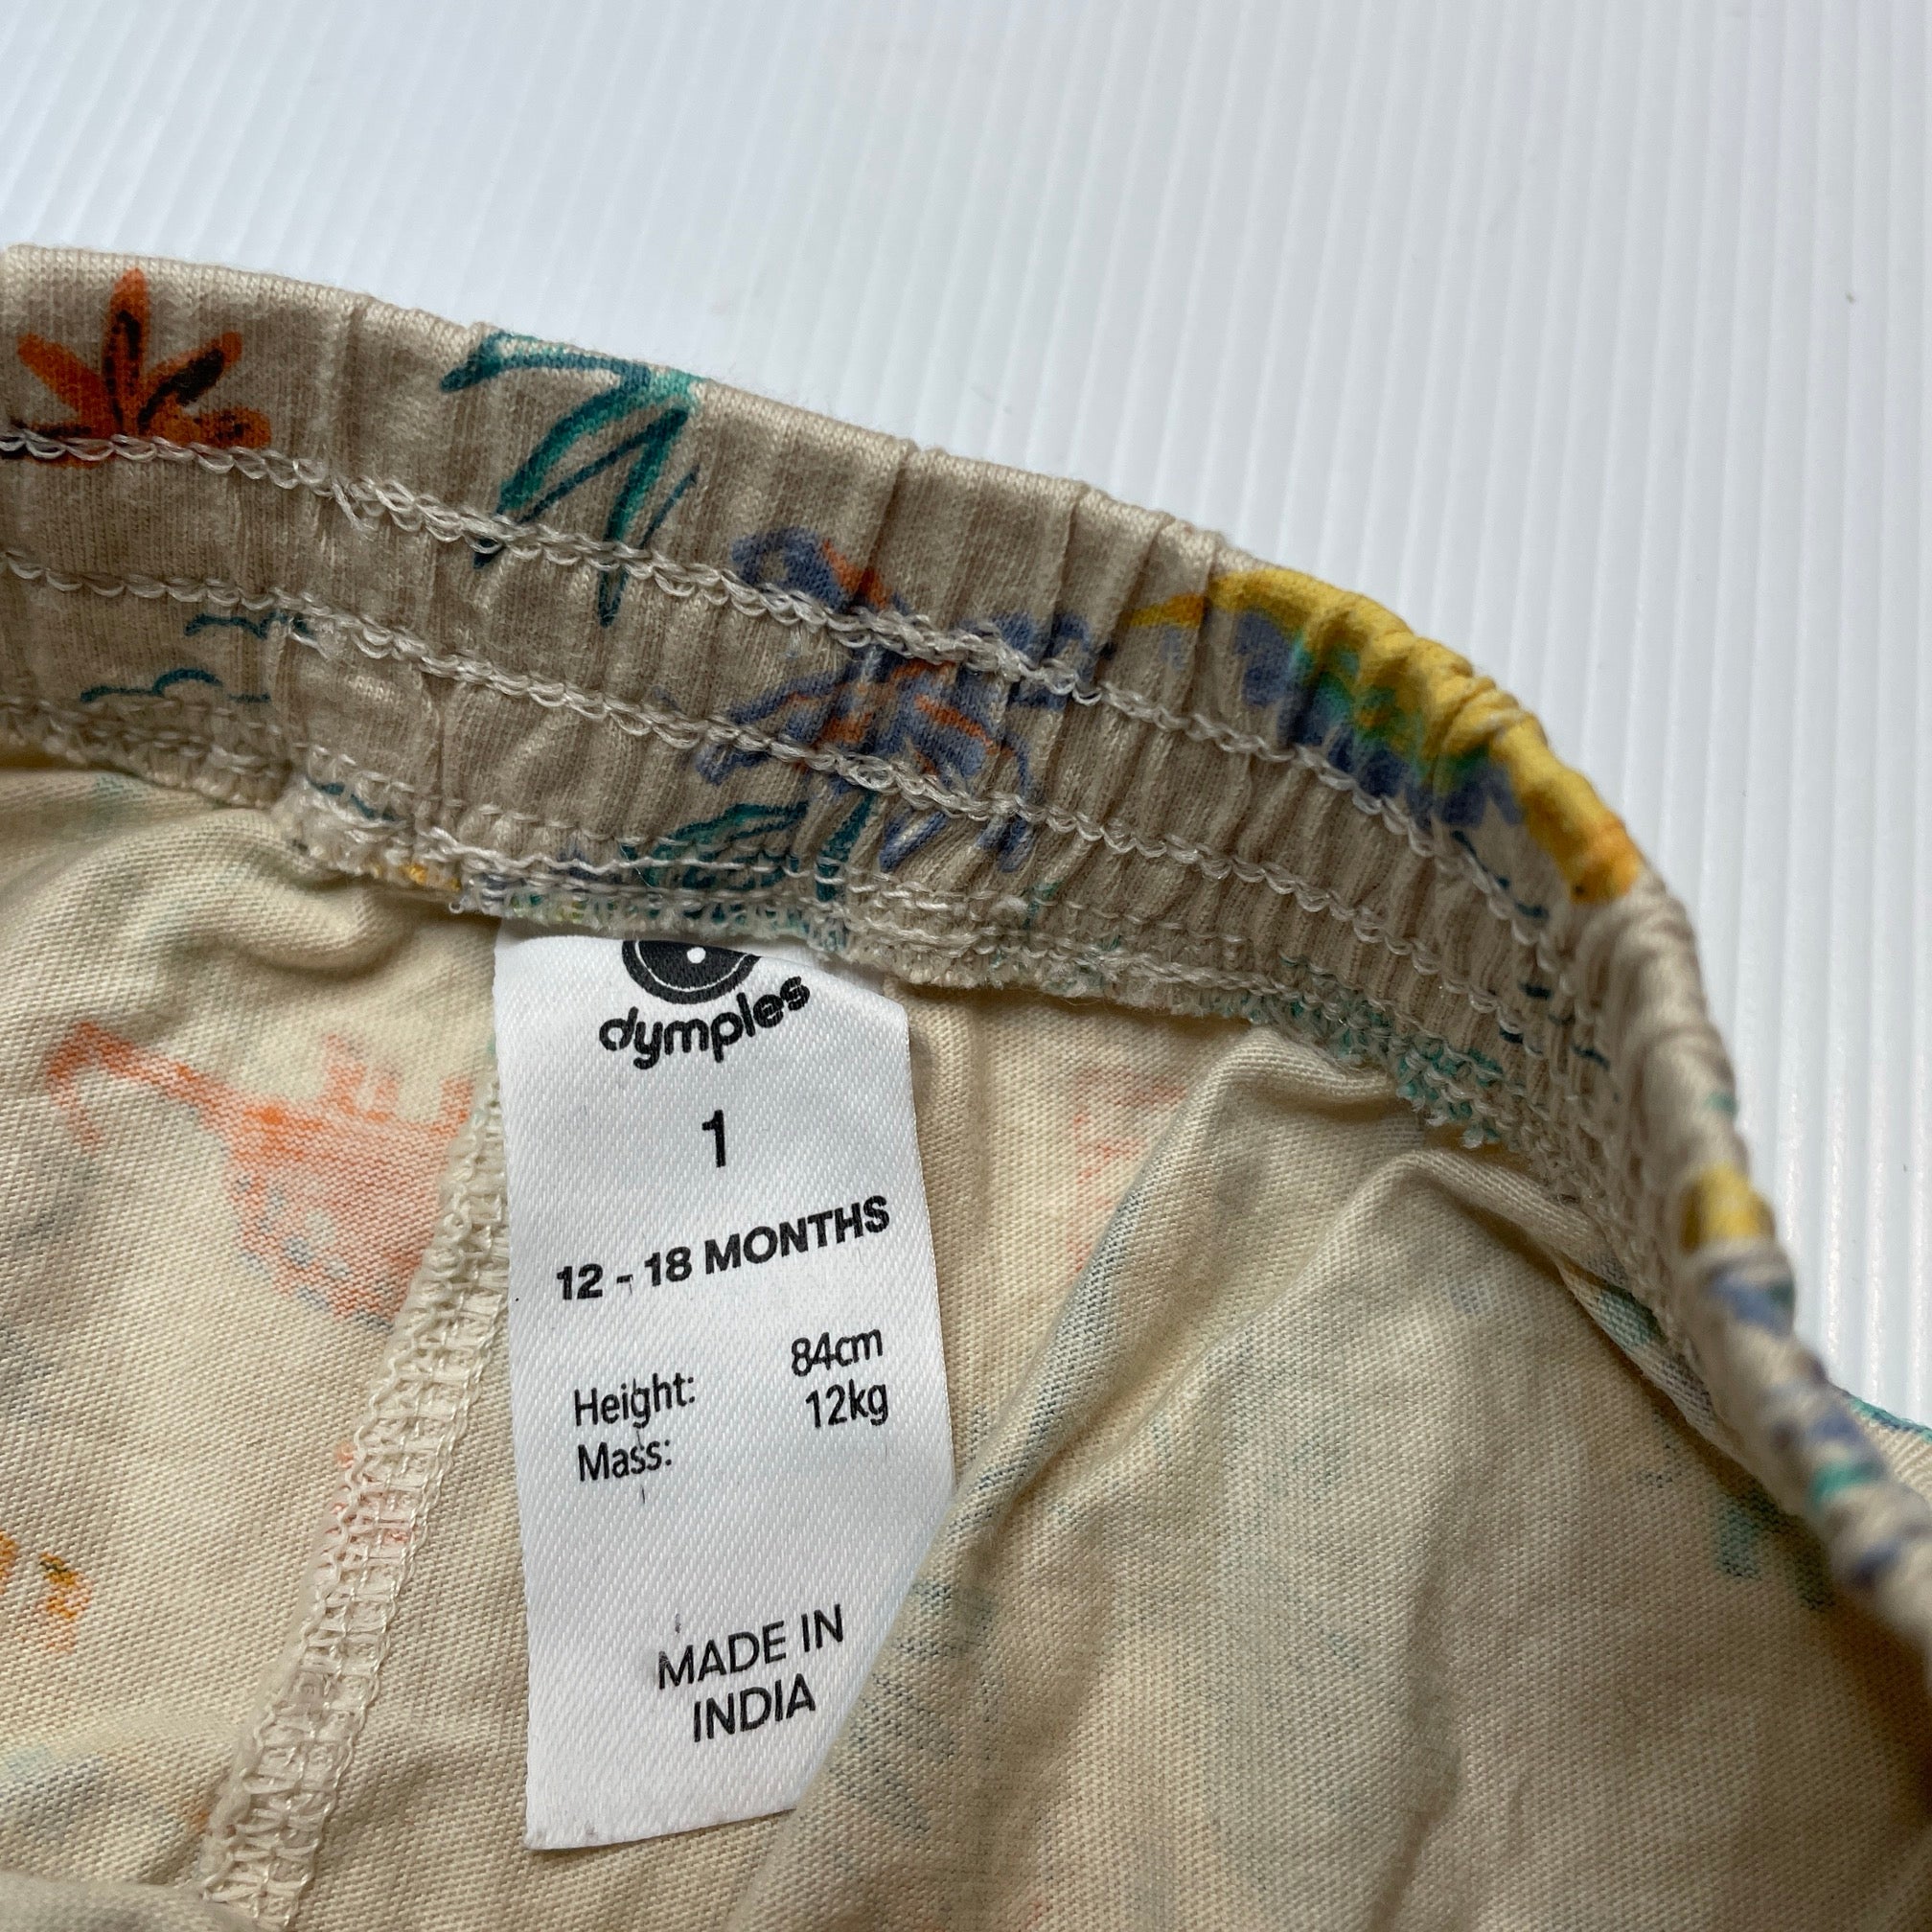 dymples
1
12 - 18 MONTHS
Height: 84cm
Mass: 12kg
MADE IN
INDIA